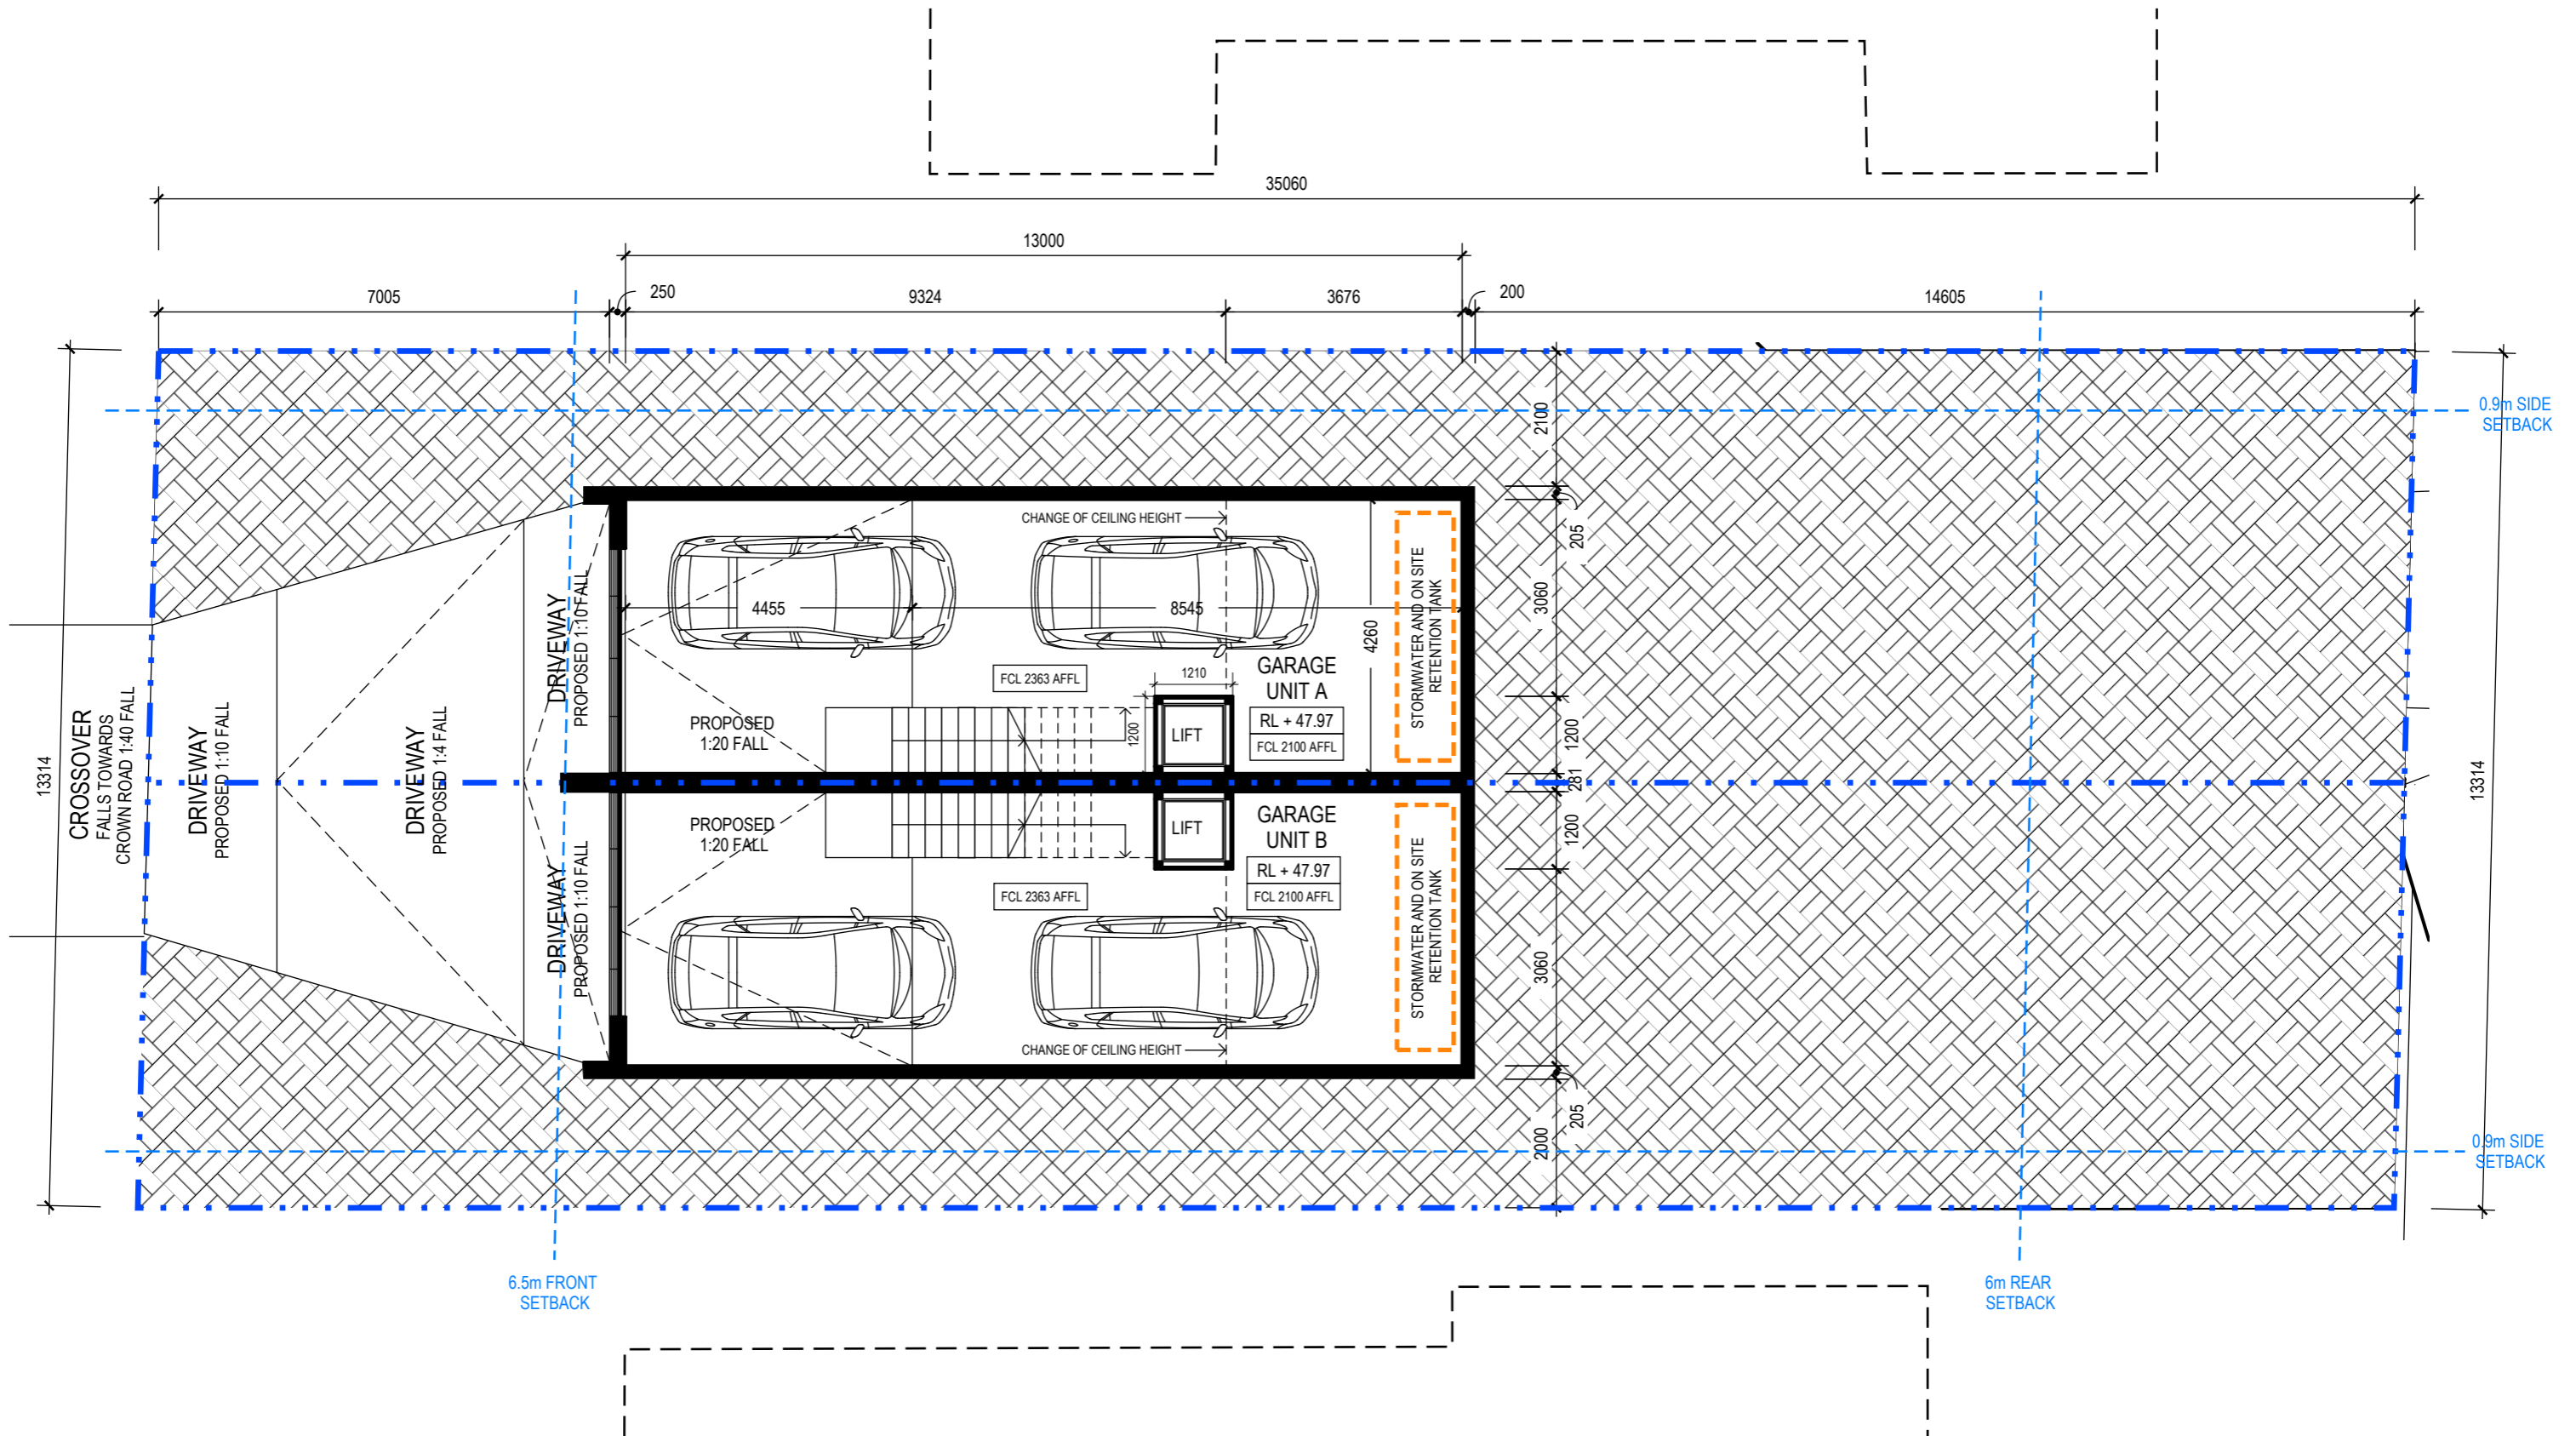 35060
13000
7005
250
9324
3676
200
14605
0.9m SIDE
SETBACK
2100
205
3060
1200
281
1200
3060
205
2000
13314
13314
CROSSOVER
FALLS TOWARDS
CROWN ROAD 1:40 FALL
DRIVEWAY
PROPOSED 1:10 FALL
DRIVEWAY
PROPOSED 1:4 FALL
DRIVEWAY
PROPOSED 1:10 FALL
DRIVEWAY
PROPOSED 1:10 FALL
CHANGE OF CEILING HEIGHT
4455
8545
4260
STORMWATER AND ON SITE
RETENTION TANK
FCL 2363 AFFL
1210
1200
GARAGE
UNIT A
RL + 47.97
FCL 2100 AFFL
LIFT
PROPOSED
1:20 FALL
PROPOSED
1:20 FALL
LIFT
GARAGE
UNIT B
RL + 47.97
FCL 2100 AFFL
FCL 2363 AFFL
STORMWATER AND ON SITE
RETENTION TANK
CHANGE OF CEILING HEIGHT
0.9m SIDE
SETBACK
6.5m FRONT
SETBACK
6m REAR
SETBACK